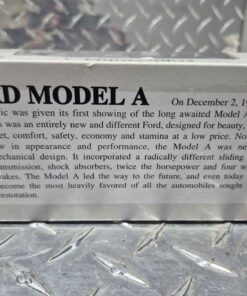 RD MODEL A On December 2, 19
ic was given its first showing of the long awaited Model A
s was an entirely new and different Ford, designed for beauty,
et, comfort, safety, economy and stamina at a low price. No
w in appearance and performance, the Model A was ne
echanical design. It incorporated a radically different sliding
ansmission, shock absorbers, twice the horsepower and four w
akes. The Model A led the way to the future, and even today
ecome the most heavily favored of all the automobiles sought
estoration.